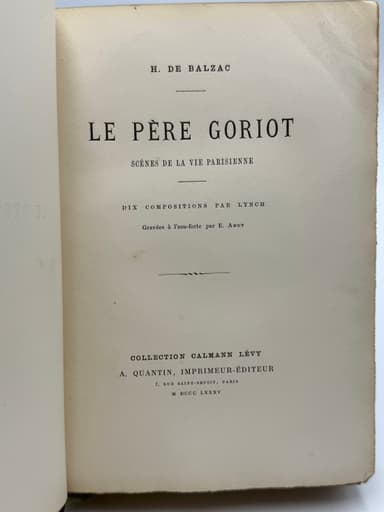 H. DE BALZAC
LE PÈRE GORIOT
SCÈNES DE LA VIE PARISIENNE
DIX COMPOSITIONS PAR LYNCH
Gravées à l'eau-forte par E. ABOT
COLLECTION CALMANN LÉVY
A. QUANTIN, IMPRIMEUR-ÉDITEUR
7, RUE SAINT-BENOIT, PARIS
M DCCC LXXXV